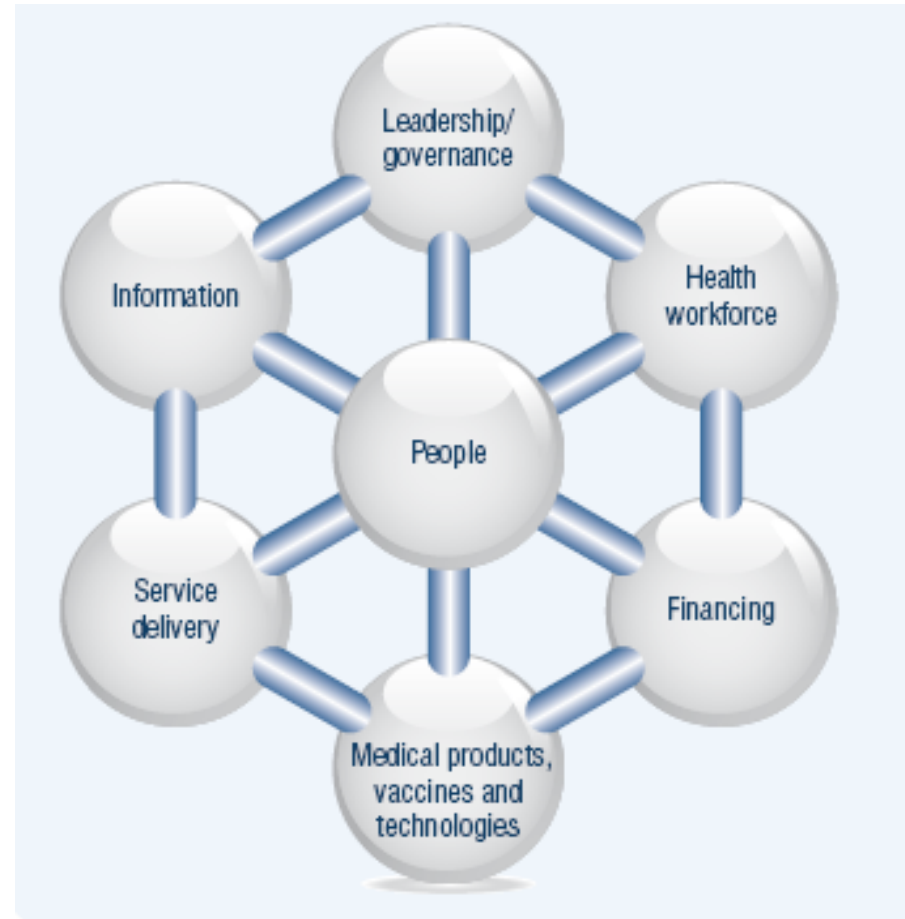 Leadership/
governance
Information
Health
workforce
People
Service
delivery
Financing
Medical products,
vaccines and
technologies